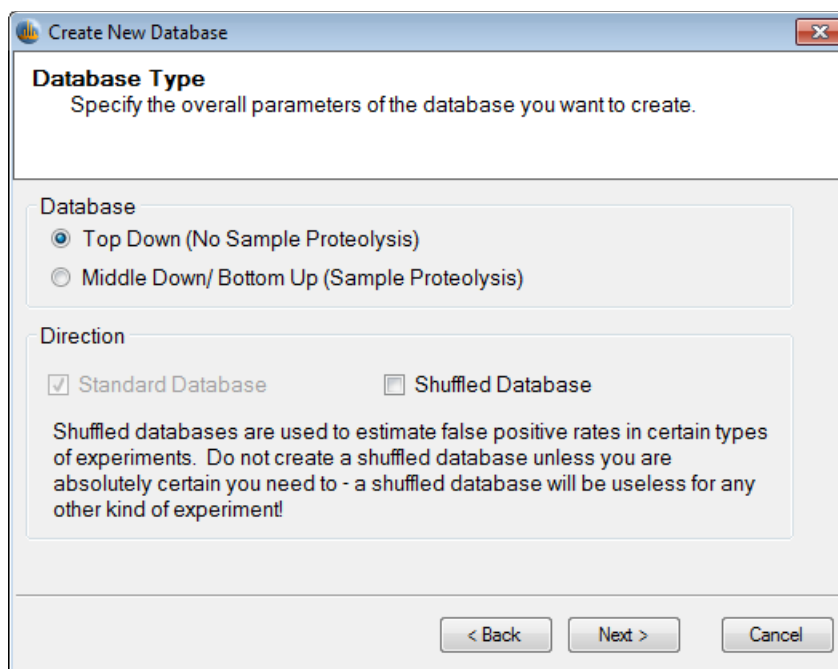 Create New Database
Database Type
Specify the overall parameters of the database you want to create.
Database
Top Down (No Sample Proteolysis)
Middle Down/ Bottom Up (Sample Proteolysis)
Direction
Standard Database
Shuffled Database
Shuffled databases are used to estimate false positive rates in certain types
of experiments. Do not create a shuffled database unless you are
absolutely certain you need to - a shuffled database will be useless for any
other kind of experiment!
< Back
Next >
Cancel